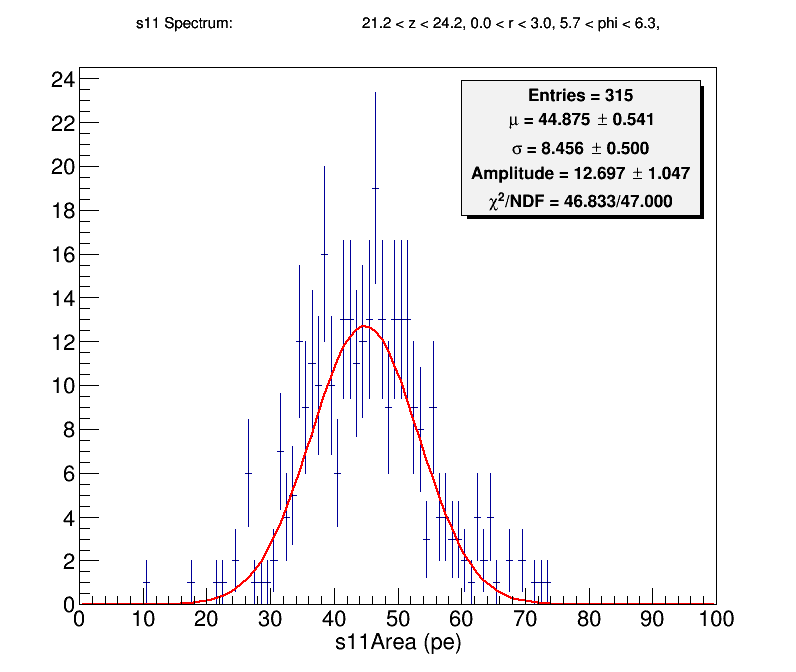 s11 Spectrum: 21.2 < z < 24.2, 0.0 < r < 3.0, 5.7 < phi < 6.3,
Entries = 315
μ = 44.875 ± 0.541
σ = 8.456 ± 0.500
Amplitude = 12.697 ± 1.047
χ²/NDF = 46.833/47.000
24
22
20
18
16
14
12
10
8
6
4
2
0
0 10 20 30 40 50 60 70 80 90 100
s11Area (pe)